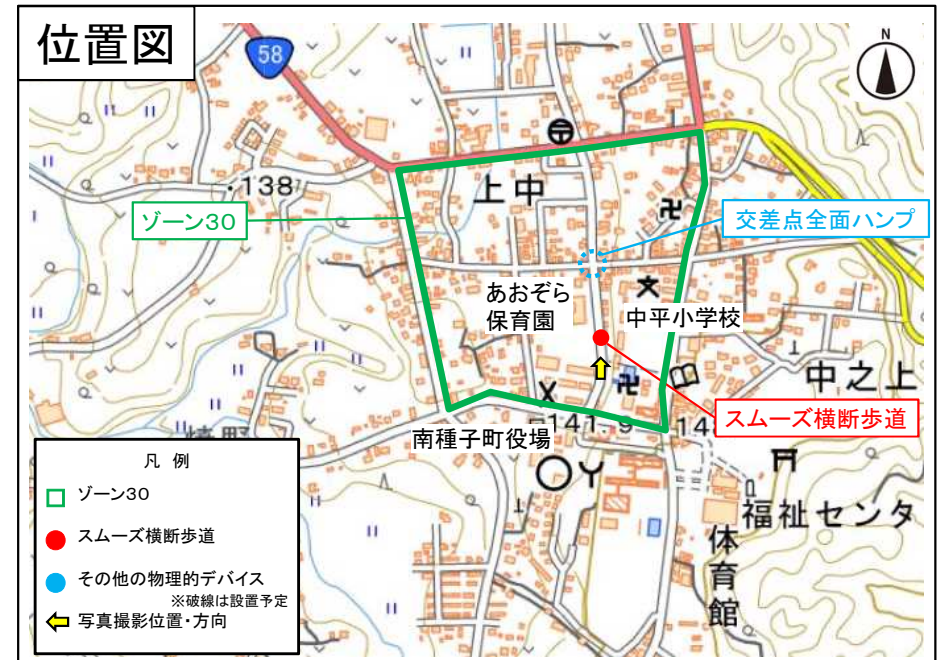 位置図
58
N
・138
上中
ゾーン30
交差点全面ハンプ
あおぞら
保育園
中平小学校
中之上
スムーズ横断歩道
141.9
南種子町役場
福祉センタ
体育館
凡 例
ゾーン30
スムーズ横断歩道
その他の物理的デバイス
※破線は設置予定
写真撮影位置・方向